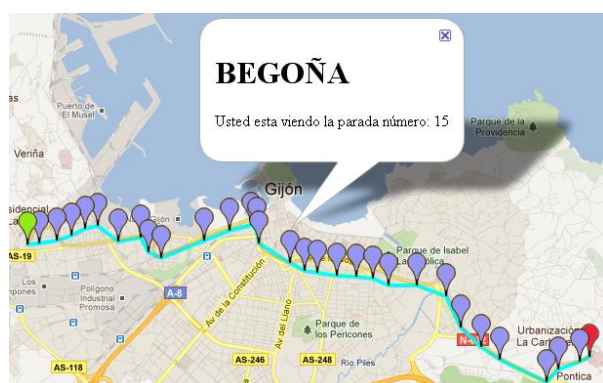 BEGOÑA
Usted esta viendo la parada número: 15
Puerto de
El Musel
Parque de la
Providencia
Veriña
Gijón
AS-19
Parque de Isabel
Polígono
Industrial
Promosa
A-8
Av de la Constitución
Av del Llano
Parque de
los Pericones
Urbanización
La Car
AS-246
AS-248
Río Piles
AS-118
Pontica